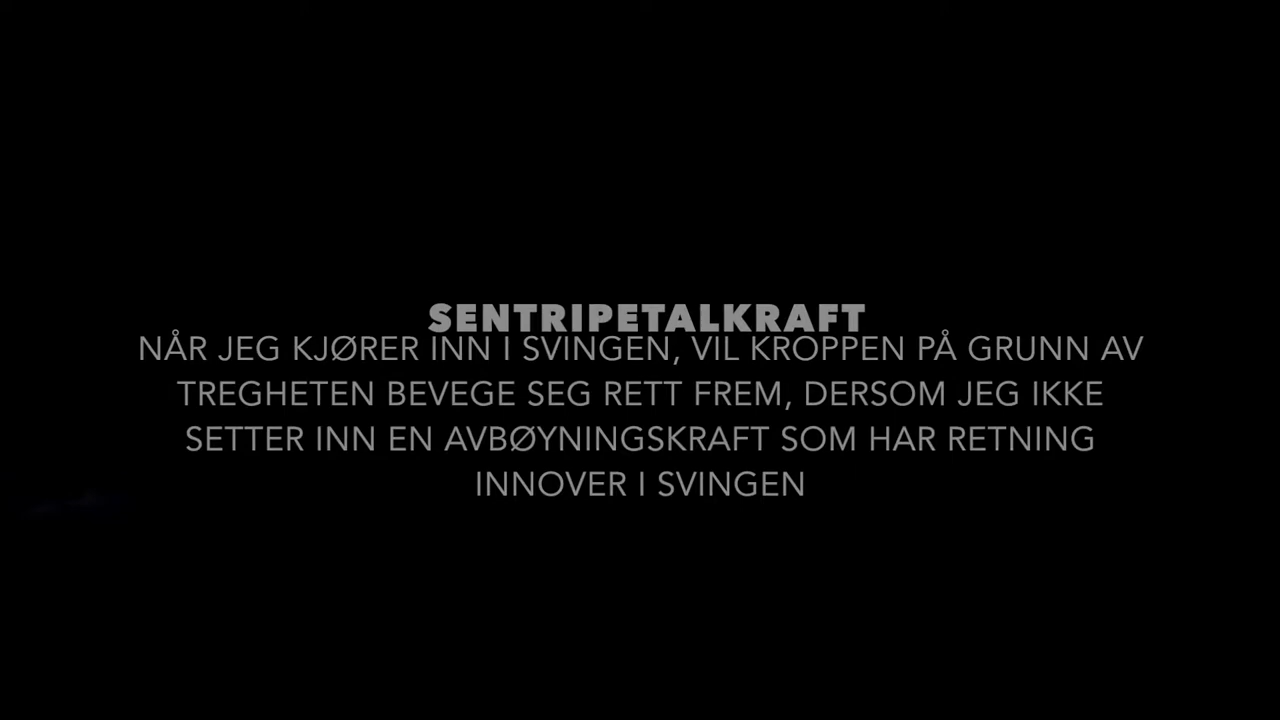 SENTRIPETALKRAFT
NÅR JEG KJØRER INN I SVINGEN, VIL KROPPEN PÅ GRUNN AV
TREGHETEN BEVEGE SEG RETT FREM, DERSOM JEG IKKE
SETTER INN EN AVBØYNINGSKRAFT SOM HAR RETNING
INNOVER I SVINGEN